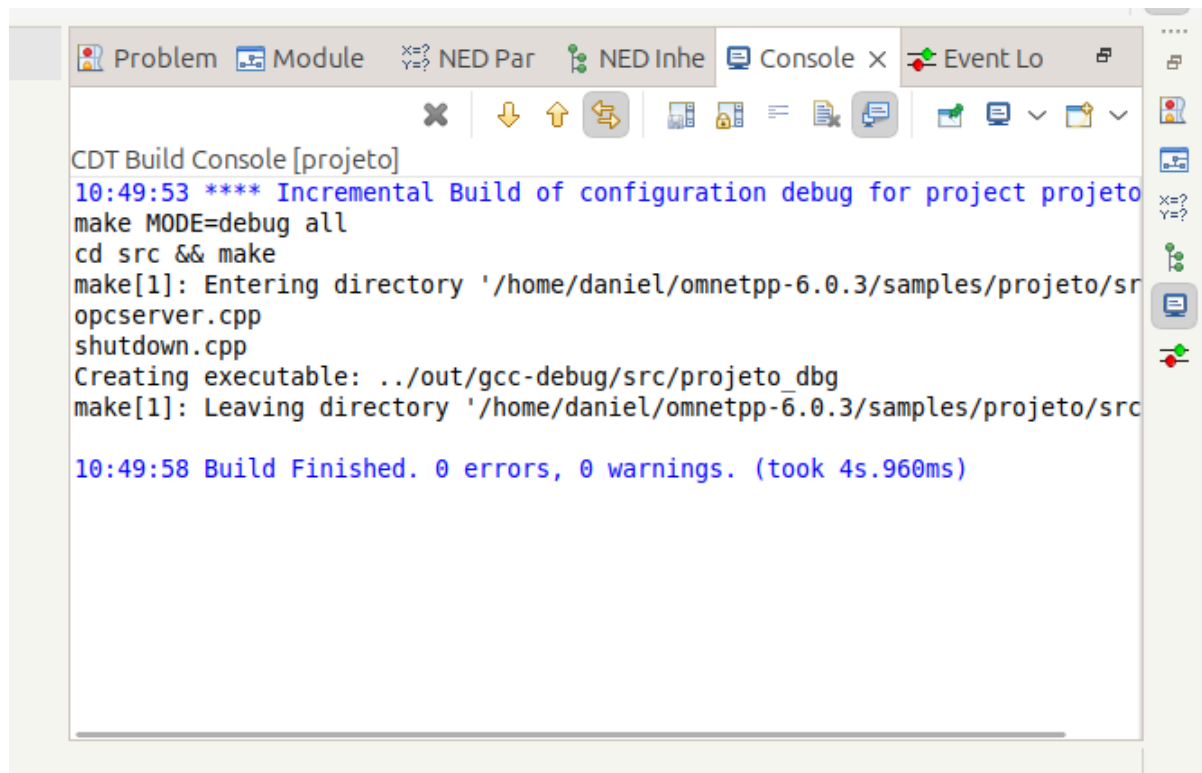 Problem Module NED Par NED Inhe Console Event Lo
CDT Build Console [projeto]
10:49:53 **** Incremental Build of configuration debug for project projeto
make MODE=debug all
cd src && make
make[1]: Entering directory '/home/daniel/omnetpp-6.0.3/samples/projeto/sr
opcserver.cpp
shutdown.cpp
Creating executable: ../out/gcc-debug/src/projeto_dbg
make[1]: Leaving directory '/home/daniel/omnetpp-6.0.3/samples/projeto/src
10:49:58 Build Finished. 0 errors, 0 warnings. (took 4s.960ms)